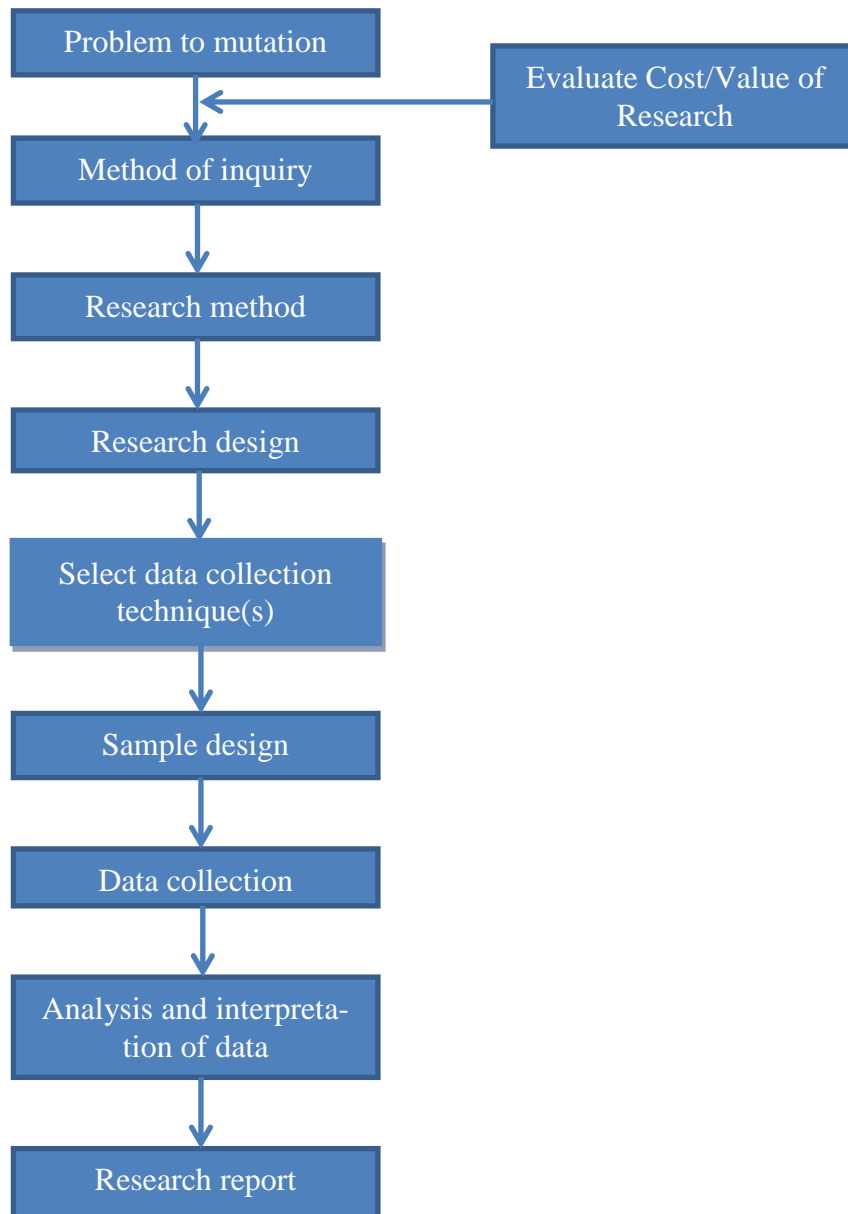 Problem to mutation
Evaluate Cost/Value of
Research
Method of inquiry
Research method
Research design
Select data collection
technique(s)
Sample design
Data collection
Analysis and interpreta-
tion of data
Research report